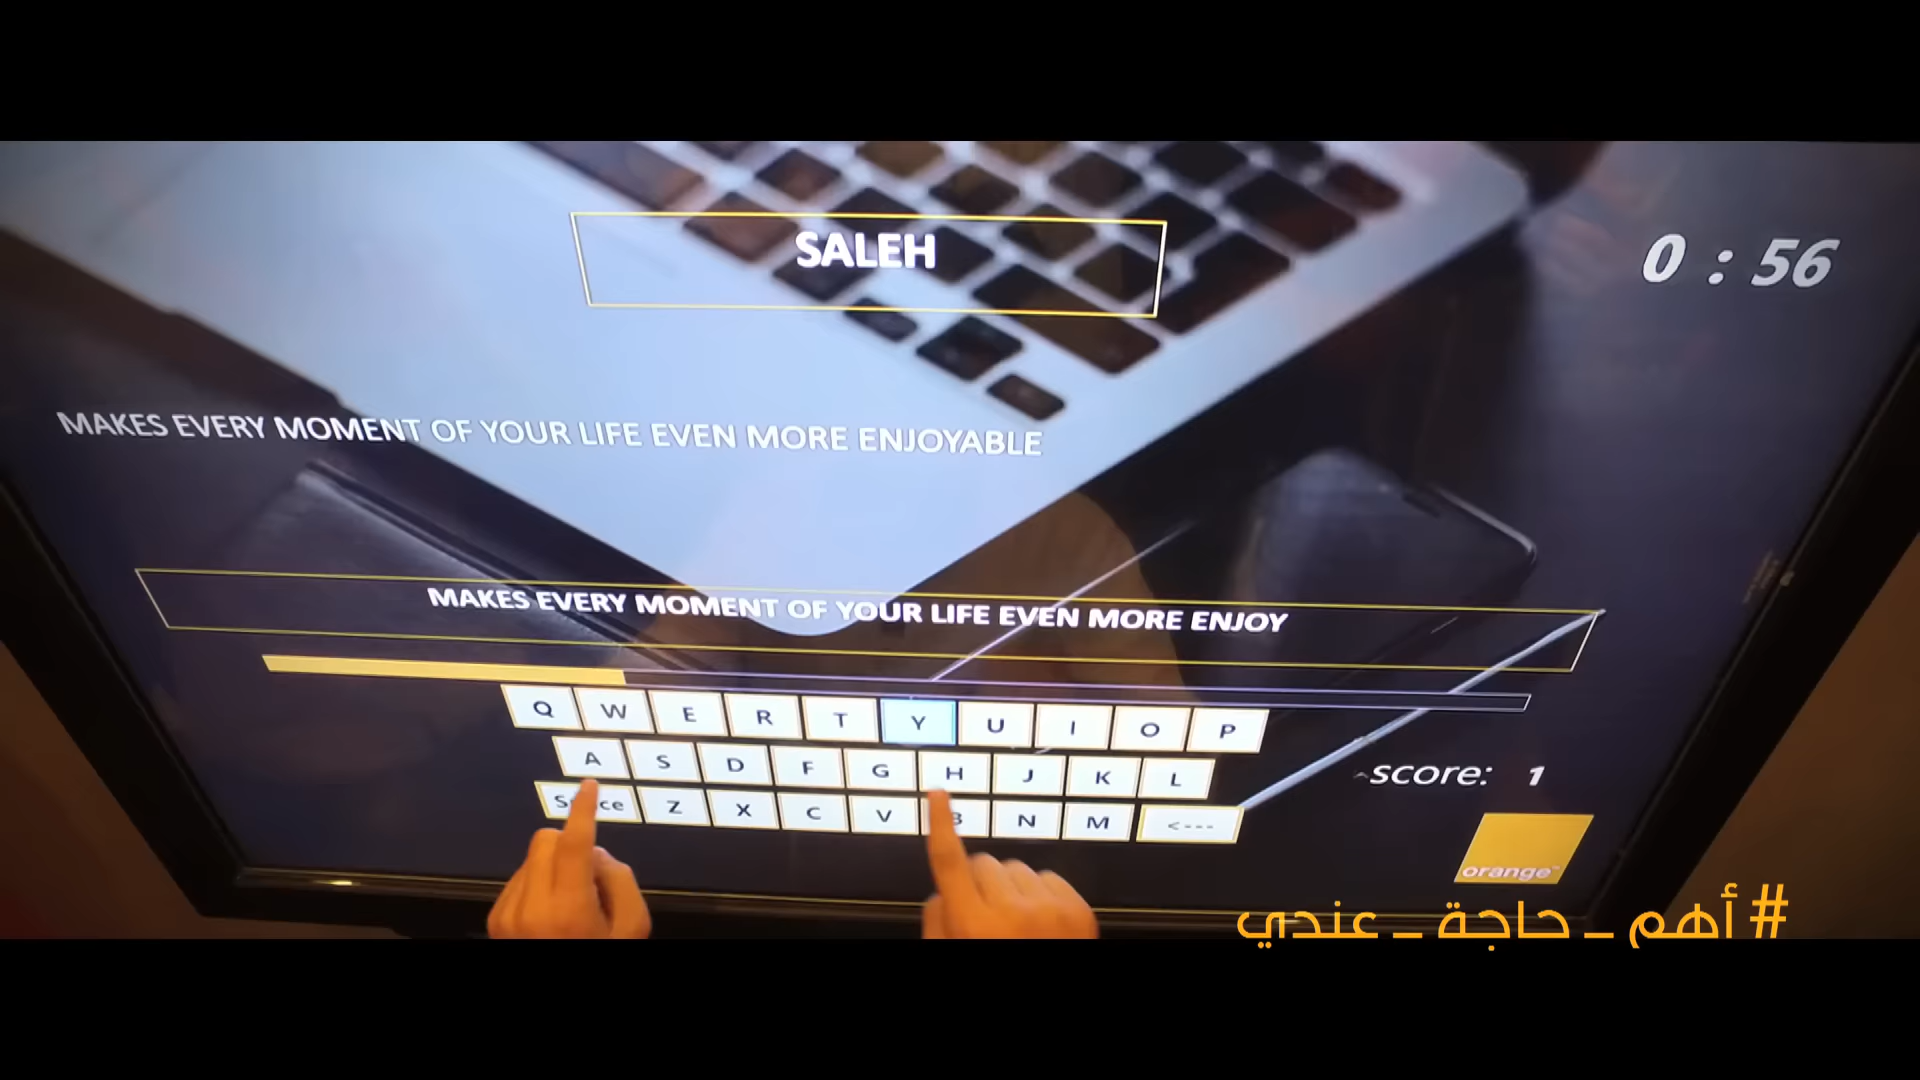 SALEH
0 : 56
MAKES EVERY MOMENT OF YOUR LIFE EVEN MORE ENJOYABLE
MAKES EVERY MOMENT OF YOUR LIFE EVEN MORE ENJOY
Q W E R T Y U I O P
A S D F G H J K L
Z X C V B N M <---
score: 1
orange
#أهم_حاجة_عندي